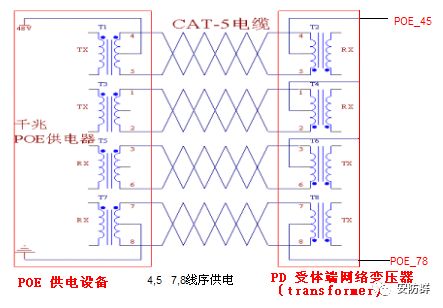 CAT-5电缆
POE_45
48V
T1
T2
TX
RX
4
4
5
5
T3
T4
TX
RX
1
1
2
2
千兆
POE供电器
T5
T6
RX
TX
3
3
6
6
T7
T8
RX
TX
7
7
8
8
POE_78
POE 供电设备
4,5 7,8线序供电
PD 受体端网络变压器
(transformer)
安防群